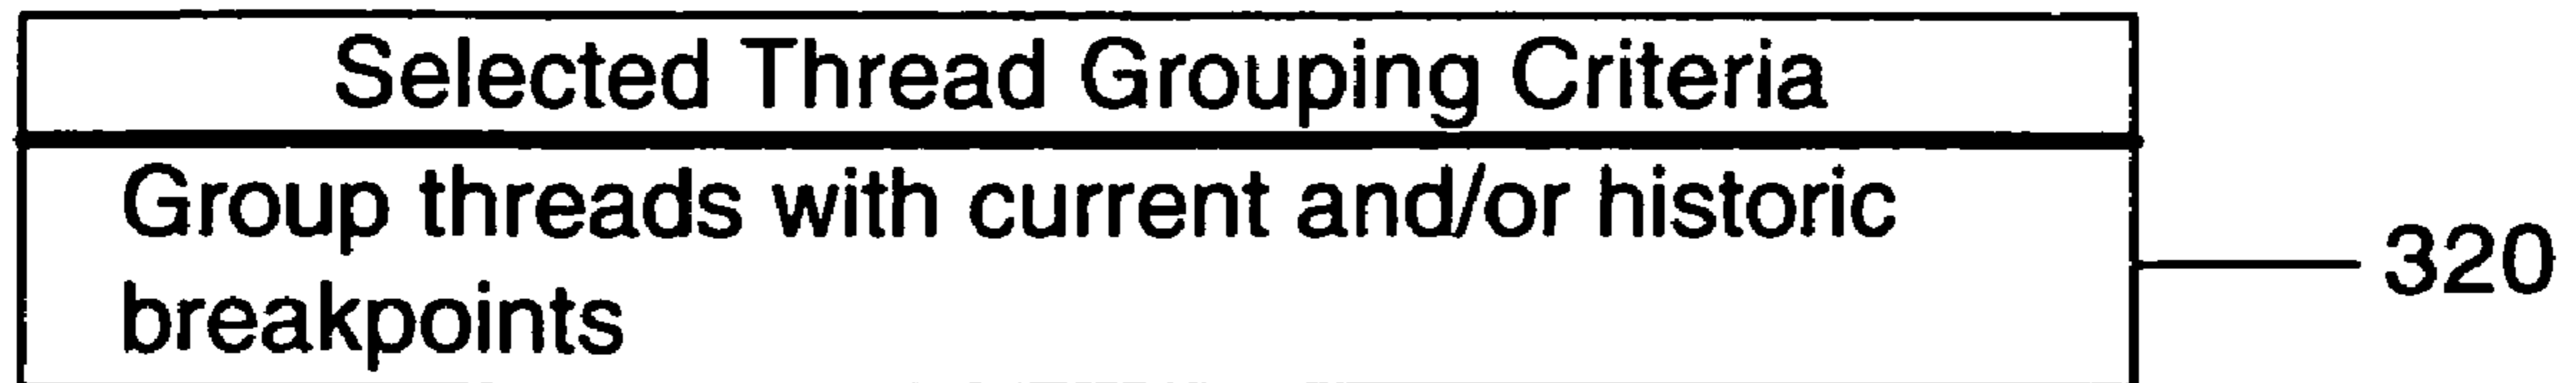 Selected Thread Grouping Criteria
Group threads with current and/or historic
breakpoints
320